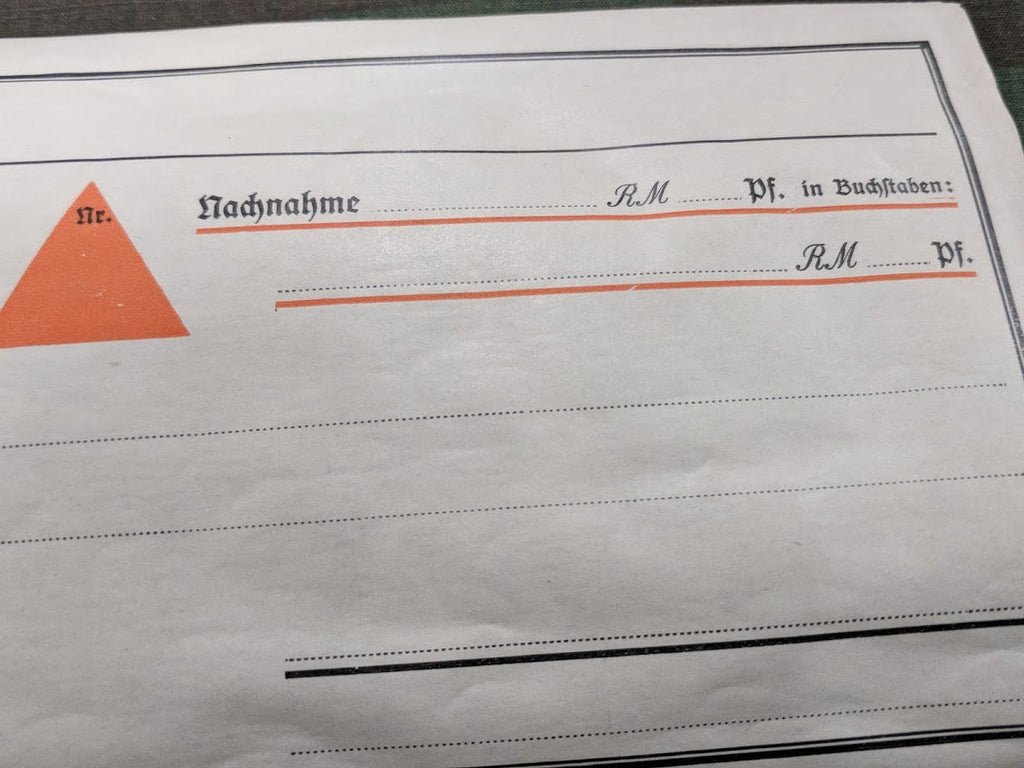 Nr.
Nachnahme ........ RM ........ Pf. in Buchstaben:
........ RM ........ Pf.